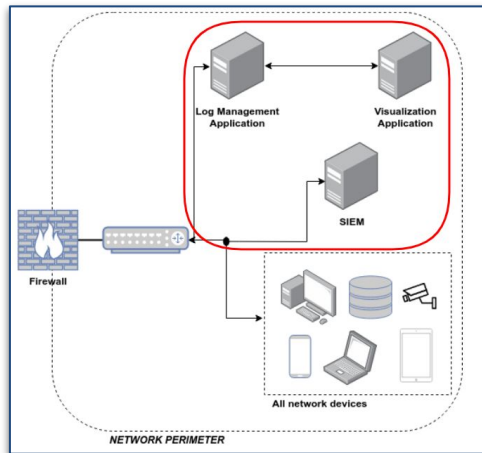 Log Management
Application
Visualization
Application
SIEM
Firewall
All network devices
NETWORK PERIMETER